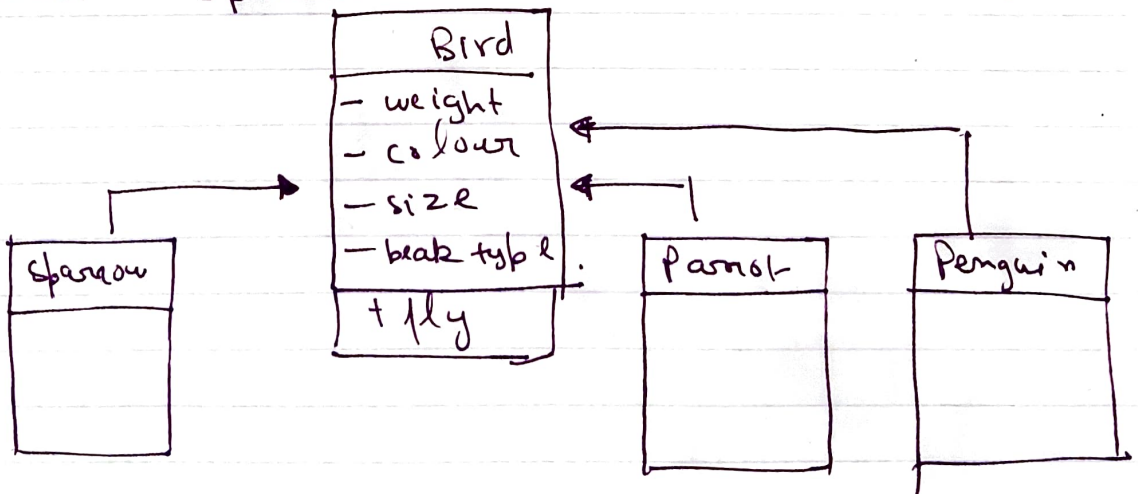 Bird
- weight
- colour
- size
- beak type
+ fly
Sparrow
Parrot
Penguin